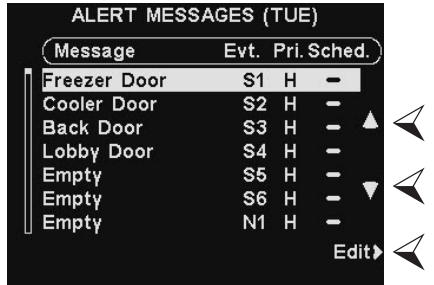 ALERT MESSAGES (TUE)
Message Evt. Pri. Sched.
Freezer Door S1 H –
Cooler Door S2 H –
Back Door S3 H –
Lobby Door S4 H –
Empty S5 H –
Empty S6 H –
Empty N1 H –
Edit